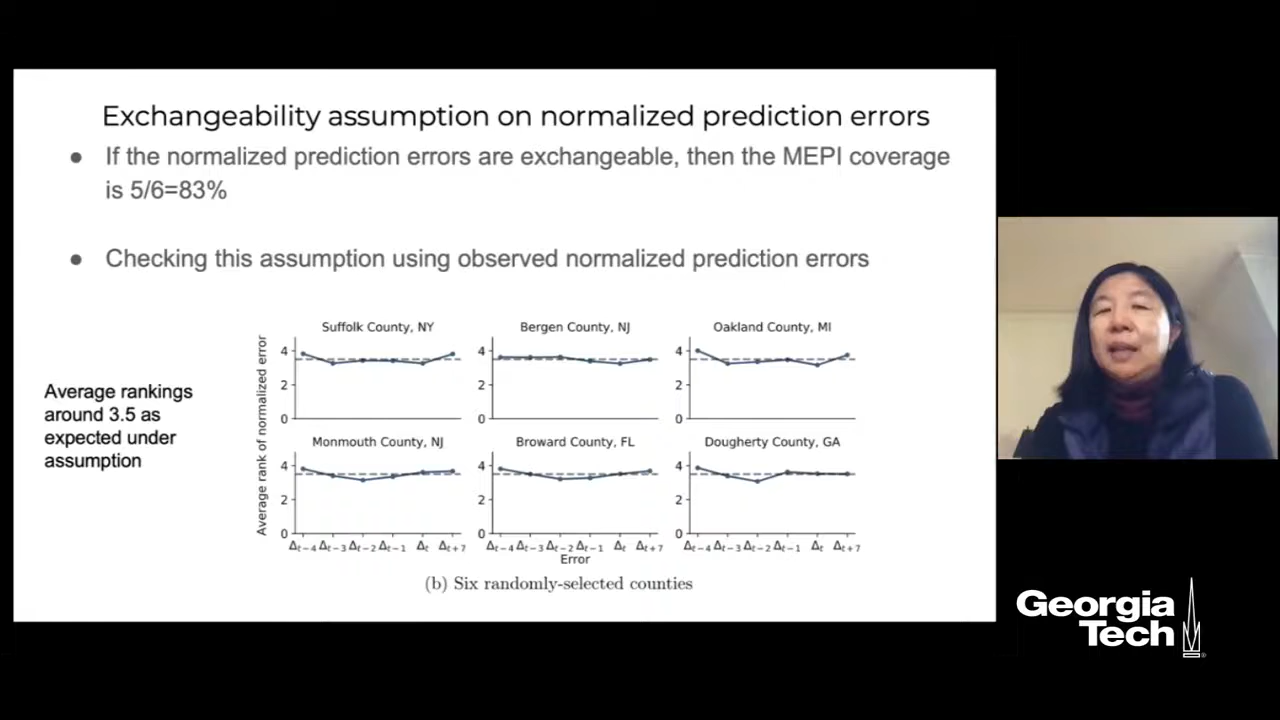 Exchangeability assumption on normalized prediction errors
● If the normalized prediction errors are exchangeable, then the MEPI coverage
is 5/6=83%
● Checking this assumption using observed normalized prediction errors
Average rankings
around 3.5 as
expected under
assumption
Average rank of normalized error
Suffolk County, NY
Bergen County, NJ
Oakland County, MI
4
2
0
4
2
0
4
2
0
Monmouth County, NJ
Broward County, FL
Dougherty County, GA
4
2
0
4
2
0
4
2
0
Δt−4 Δt−3 Δt−2 Δt−1 Δt Δt+7
Δt−4 Δt−3 Δt−2 Δt−1 Δt Δt+7
Δt−4 Δt−3 Δt−2 Δt−1 Δt Δt+7
Error
(b) Six randomly-selected counties
Georgia
Tech